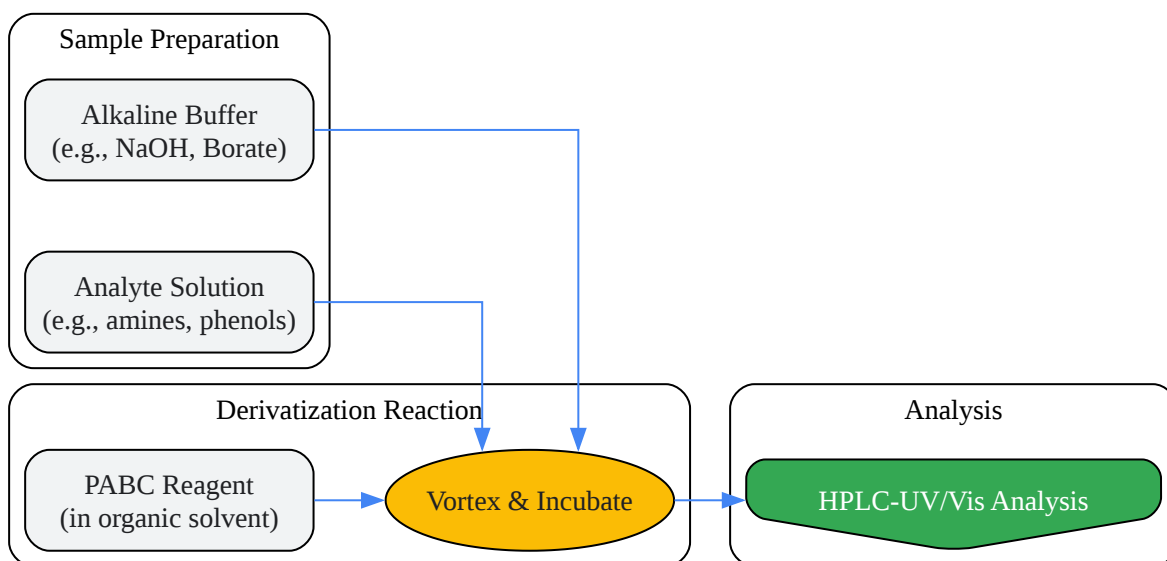 Sample Preparation
Alkaline Buffer
(e.g., NaOH, Borate)
Analyte Solution
(e.g., amines, phenols)
Derivatization Reaction
PABC Reagent
(in organic solvent)
Vortex & Incubate
Analysis
HPLC-UV/Vis Analysis